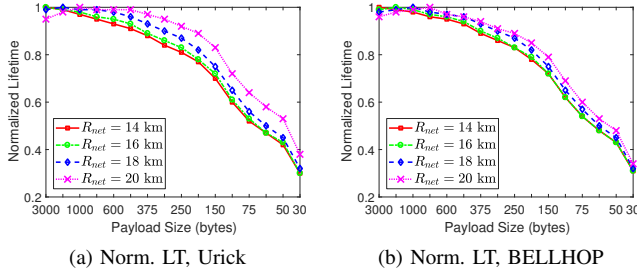 1
0.8
0.6
0.4
0.2
Normalized Lifetime
R_net = 14 km
R_net = 16 km
R_net = 18 km
R_net = 20 km
3000 1000 600 375 250 150 75 50 30
Payload Size (bytes)
(a) Norm. LT, Urick
1
0.8
0.6
0.4
0.2
Normalized Lifetime
R_net = 14 km
R_net = 16 km
R_net = 18 km
R_net = 20 km
3000 1000 600 375 250 150 75 50 30
Payload Size (bytes)
(b) Norm. LT, BELLHOP